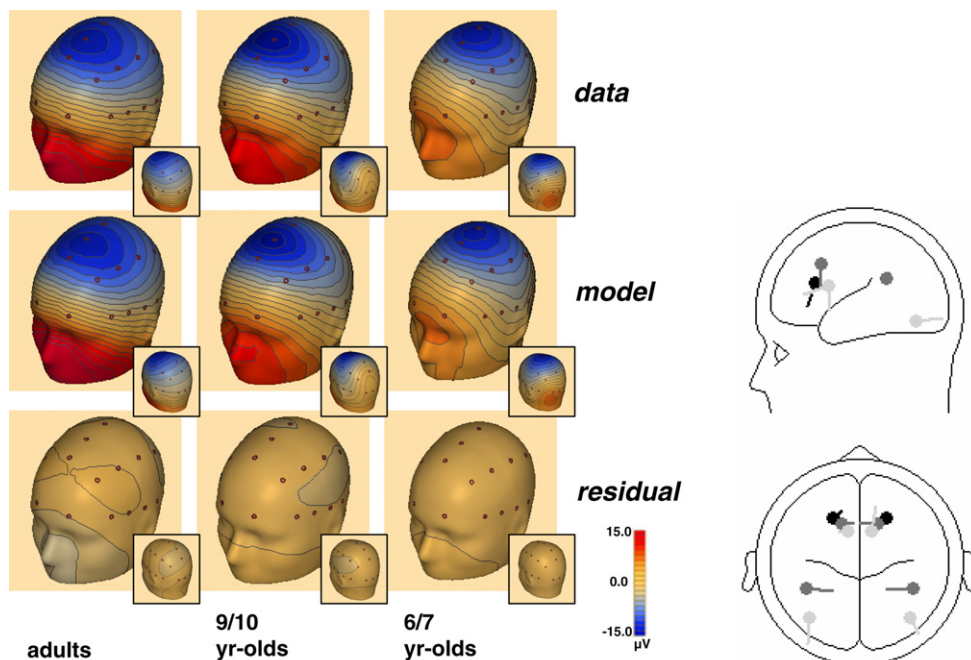 data
model
residual
15.0
0.0
-15.0
µV
adults
9/10
yr-olds
6/7
yr-olds